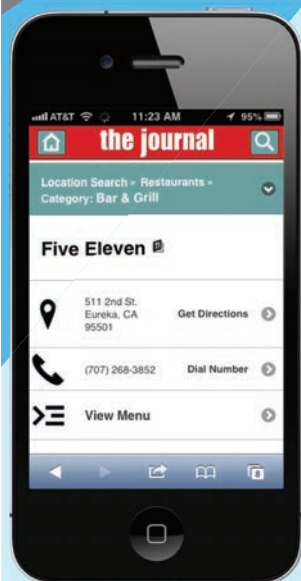 AT&T 11:23 AM 95%
the journal
Location Search » Restaurants »
Category: Bar & Grill
Five Eleven
511 2nd St.
Eureka, CA
95501
Get Directions
(707) 268-3852
Dial Number
View Menu
8